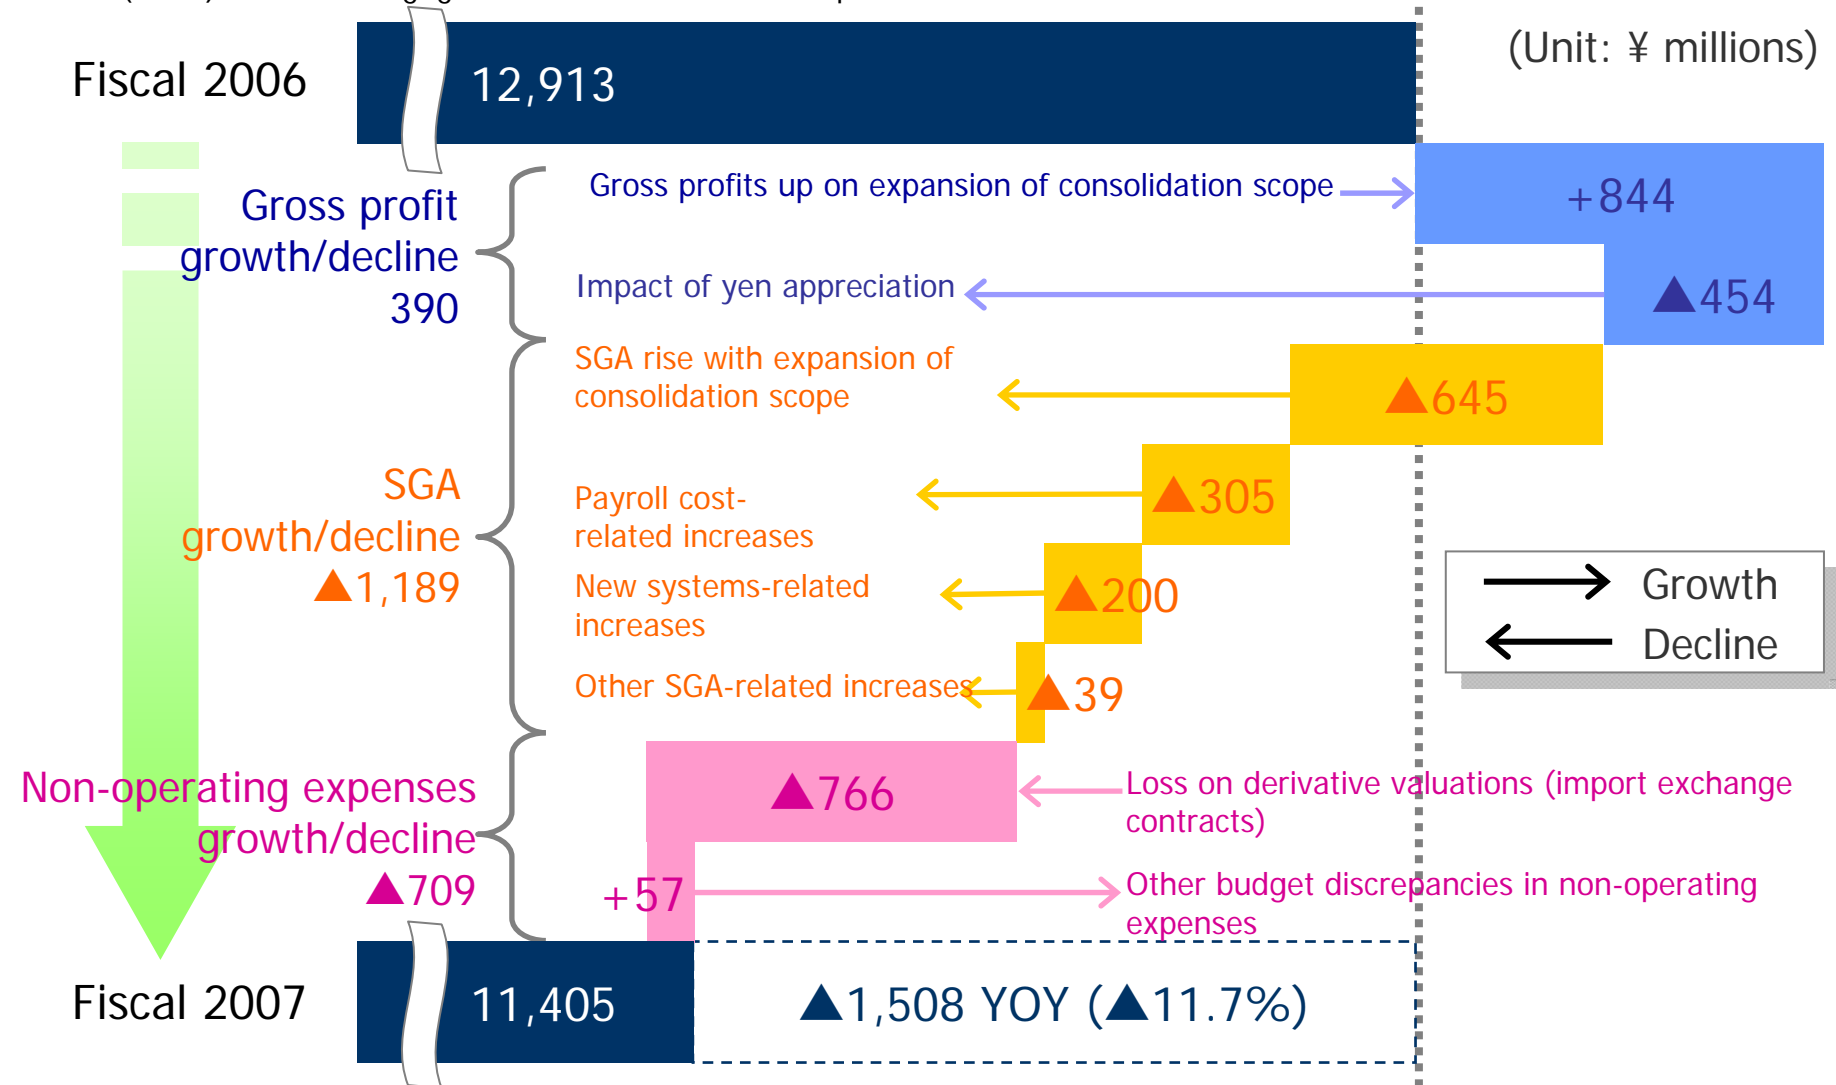 (Unit: ¥ millions)
Fiscal 2006
12,913
Gross profit
growth/decline
390
Gross profits up on expansion of consolidation scope
+844
Impact of yen appreciation
▲454
SGA
growth/decline
▲1,189
SGA rise with expansion of
consolidation scope
▲645
Payroll cost-
related increases
▲305
New systems-related
increases
▲200
Other SGA-related increases
▲39
Growth
Decline
Non-operating expenses
growth/decline
▲709
▲766
Loss on derivative valuations (import exchange
contracts)
+57
Other budget discrepancies in non-operating
expenses
Fiscal 2007
11,405
▲1,508 YOY (▲11.7%)